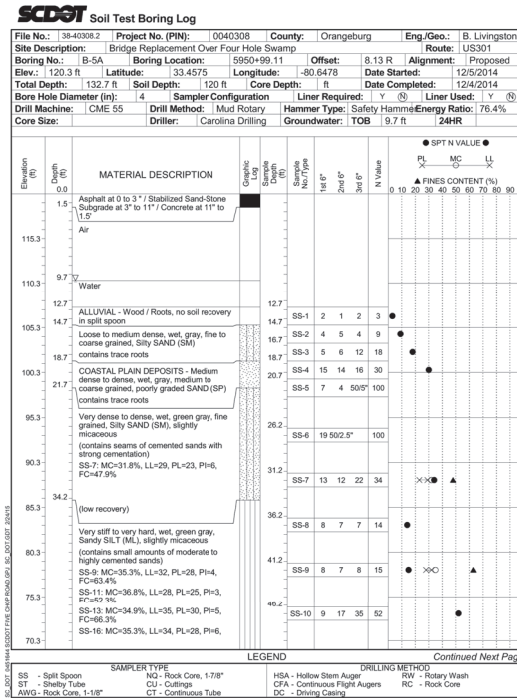 SCDOT Soil Test Boring Log
File No.: 38-40308.2 Project No. (PIN): 0040308 County: Orangeburg Eng./Geo.: B. Livingston
Site Description: Bridge Replacement Over Four Hole Swamp Route: US301
Boring No.: B-5A Boring Location: 5950+99.11 Offset: 8.13 R Alignment: Proposed
Elev.: 120.3 ft Latitude: 33.4575 Longitude: -80.6478 Date Started: 12/5/2014
Total Depth: 132.7 ft Soil Depth: 120 ft Core Depth: ft Date Completed: 12/4/2014
Bore Hole Diameter (in): 4 Sampler Configuration Liner Required: Y N Liner Used: Y N
Drill Machine: CME 55 Drill Method: Mud Rotary Hammer Type: Safety Hammer Energy Ratio: 76.4%
Core Size: Driller: Carolina Drilling Groundwater: TOB 9.7 ft 24HR
Elevation (ft) Depth (ft) MATERIAL DESCRIPTION Graphic Log Sample Depth (ft) Sample No./Type 1st 6" 2nd 6" 3rd 6" N Value
SPT N VALUE
PL MC LL
FINES CONTENT (%)
0.0
0 10 20 30 40 50 60 70 80 90
1.5 Asphalt at 0 to 3 " / Stabilized Sand-Stone
Subgrade at 3" to 11" / Concrete at 11" to
1.5'
Air
115.3
110.3 9.7
Water
12.7 12.7
ALLUVIAL - Wood / Roots, no soil recovery
in split spoon
SS-1 2 1 2 3
14.7 14.7
105.3
Loose to medium dense, wet, gray, fine to
coarse grained, Silty SAND (SM)
SS-2 4 5 4 9
16.7
contains trace roots
SS-3 5 6 12 18
18.7 18.7
100.3
COASTAL PLAIN DEPOSITS - Medium
dense to dense, wet, gray, medium to
coarse grained, poorly graded SAND(SP)
SS-4 15 14 16 30
20.7
21.7
SS-5 7 4 50/5" 100
contains trace roots
95.3
Very dense to dense, wet, green gray, fine
grained, Silty SAND (SM), slightly
micaceous
26.2
SS-6 19 50/2.5" 100
(contains seams of cemented sands with
strong cementation)
90.3
SS-7: MC=31.8%, LL=29, PL=23, PI=6,
FC=47.9%
31.2
SS-7 13 12 22 34
34.2
85.3
(low recovery)
36.2
Very stiff to very hard, wet, green gray,
Sandy SILT (ML), slightly micaceous
SS-8 8 7 7 14
80.3
(contains small amounts of moderate to
highly cemented sands)
41.2
SS-9: MC=35.3%, LL=32, PL=28, PI=4,
FC=63.4%
SS-9 8 7 8 15
75.3
SS-11: MC=36.8%, LL=28, PL=25, PI=3,
FC=52.3%
46.2
SS-13: MC=34.9%, LL=35, PL=30, PI=5,
FC=66.3%
SS-10 9 17 35 52
SS-16: MC=35.3%, LL=34, PL=28, PI=6,
70.3
LEGEND Continued Next Pag
SAMPLER TYPE DRILLING METHOD
SS - Split Spoon NQ - Rock Core, 1-7/8" HSA - Hollow Stem Auger RW - Rotary Wash
ST - Shelby Tube CU - Cuttings CFA - Continuous Flight Augers RC - Rock Core
AWG - Rock Core, 1-1/8" CT - Continuous Tube DC - Driving Casing